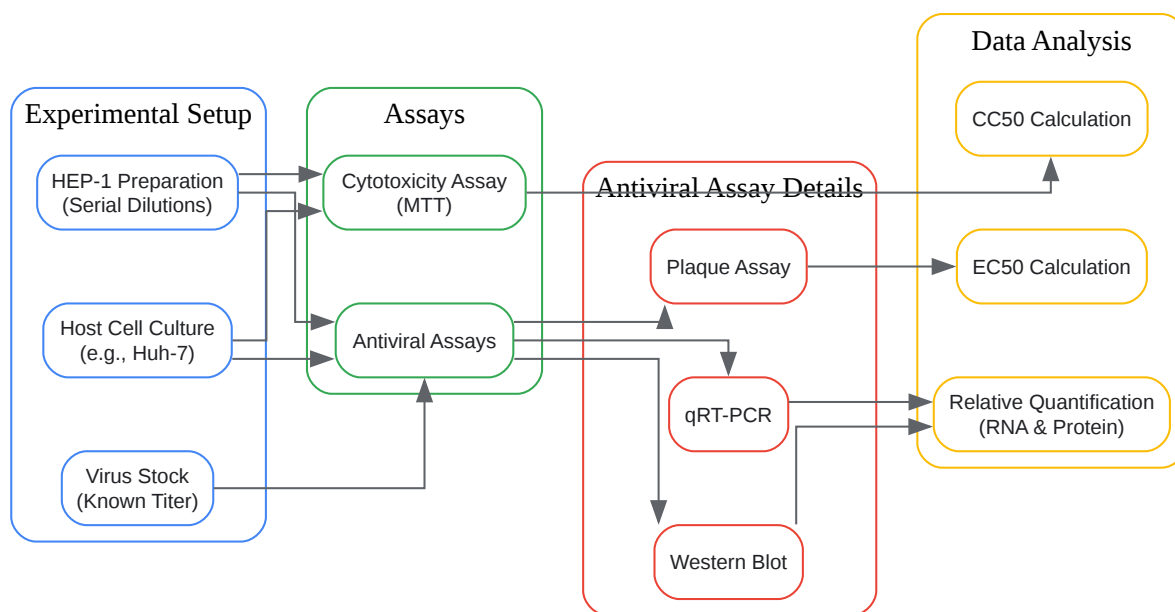 Experimental Setup
HEP-1 Preparation
(Serial Dilutions)
Host Cell Culture
(e.g., Huh-7)
Virus Stock
(Known Titer)
Assays
Cytotoxicity Assay
(MTT)
Antiviral Assays
Antiviral Assay Details
Plaque Assay
qRT-PCR
Western Blot
Data Analysis
CC50 Calculation
EC50 Calculation
Relative Quantification
(RNA & Protein)